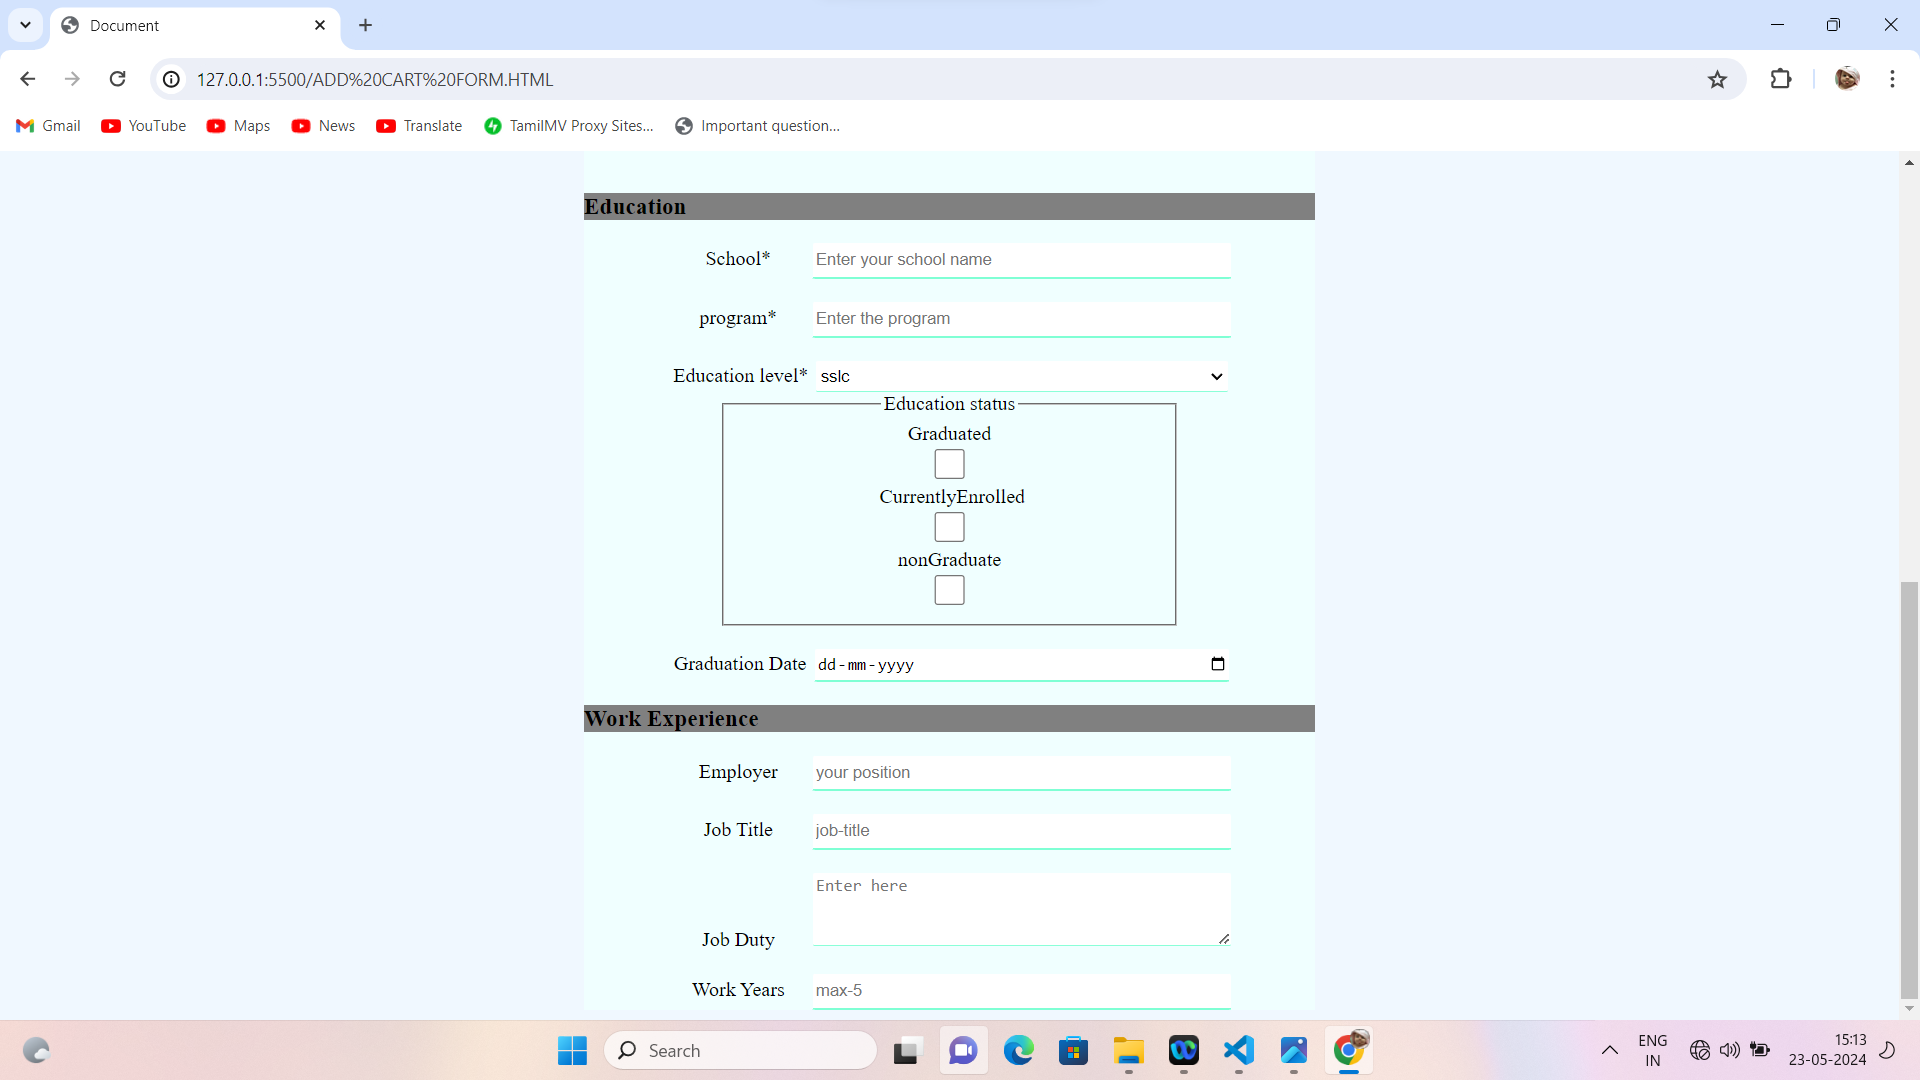 Document
127.0.0.1:5500/ADD%20CART%20FORM.HTML
Gmail YouTube Maps News Translate TamilMV Proxy Sites... Important question...
Education
School* Enter your school name
program* Enter the program
Education level* sslc
Education status
Graduated
CurrentlyEnrolled
nonGraduate
Graduation Date dd-mm-yyyy
Work Experience
Employer your position
Job Title job-title
Enter here
Job Duty
Work Years max-5
Search
ENG
IN
15:13
23-05-2024